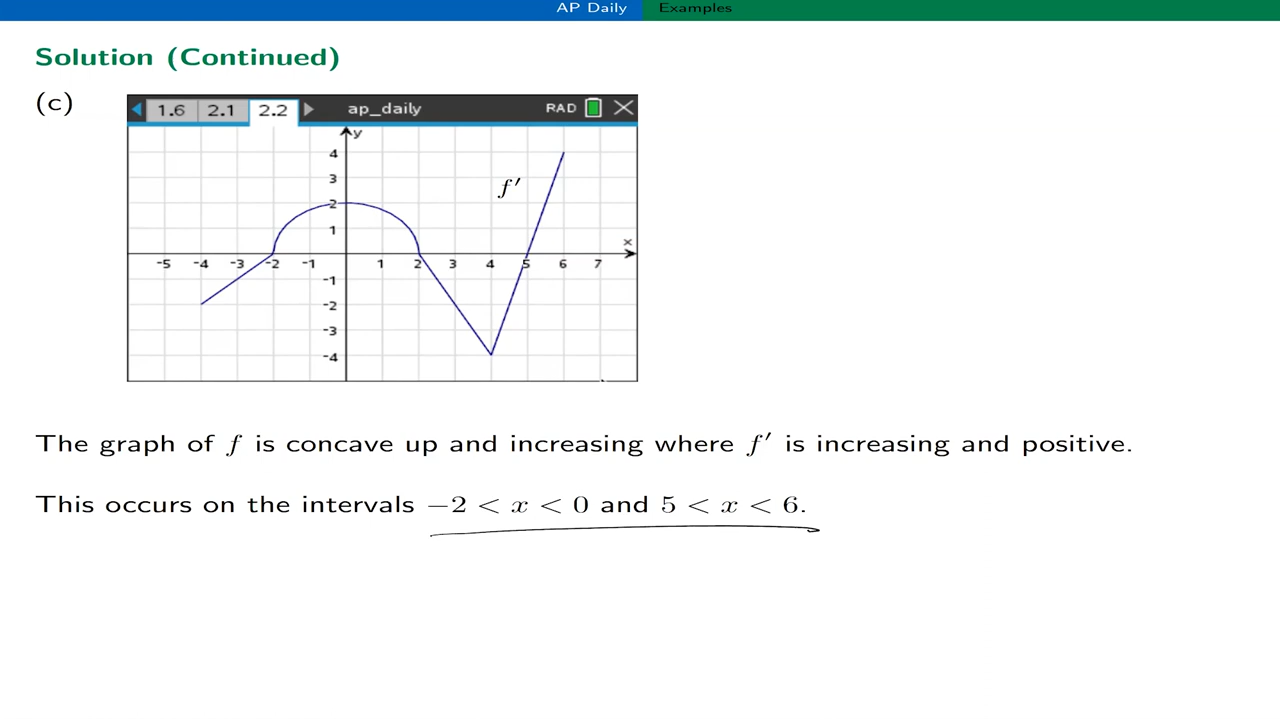 AP Daily Examples
Solution (Continued)
(c)
1.6 2.1 2.2 ap_daily RAD
y
4
3
f′
2
1
x
-5 -4 -3 -2 -1 1 2 3 4 5 6 7
-1
-2
-3
-4
The graph of f is concave up and increasing where f′ is increasing and positive.
This occurs on the intervals −2 < x < 0 and 5 < x < 6.